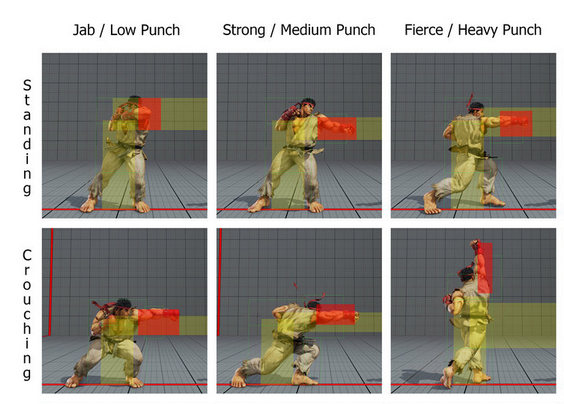 Jab / Low Punch
Strong / Medium Punch
Fierce / Heavy Punch
Standing
Crouching